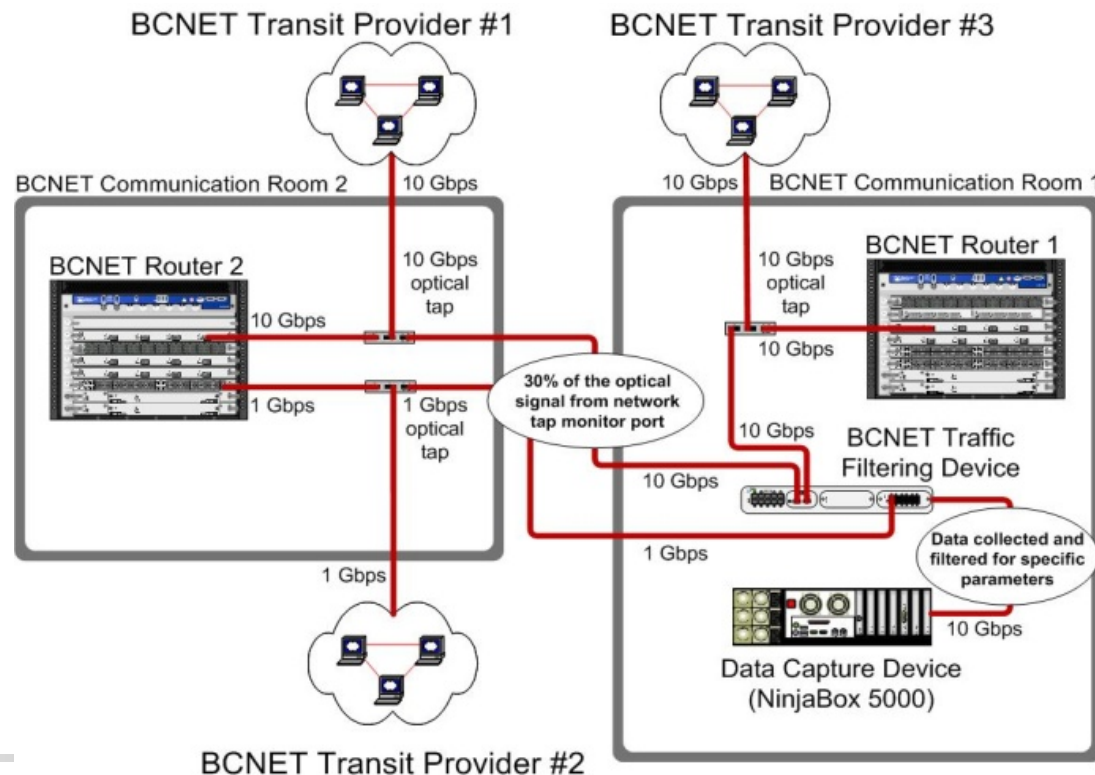 BCNET Transit Provider #1
BCNET Transit Provider #3
BCNET Communication Room 2
10 Gbps
10 Gbps
BCNET Communication Room 1
BCNET Router 2
10 Gbps
optical
tap
10 Gbps
1 Gbps
1 Gbps
optical
tap
30% of the optical
signal from network
tap monitor port
10 Gbps
optical
tap
BCNET Router 1
10 Gbps
10 Gbps
BCNET Traffic
Filtering Device
10 Gbps
1 Gbps
Data collected and
filtered for specific
parameters
1 Gbps
10 Gbps
Data Capture Device
(NinjaBox 5000)
BCNET Transit Provider #2